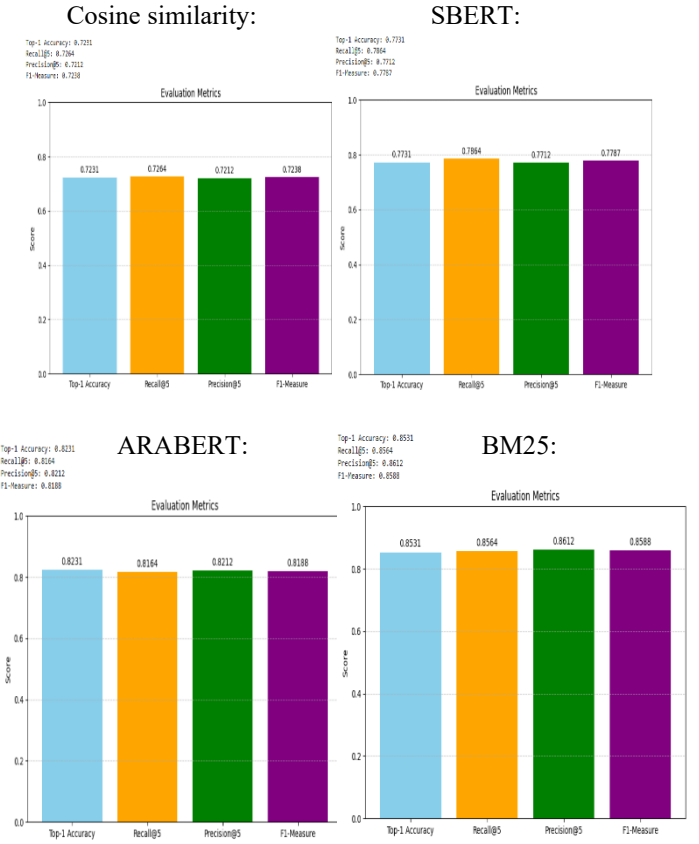 Cosine similarity:
Top-1 Accuracy: 0.7231
Recall@5: 0.7264
Precision@5: 0.7212
F1-Measure: 0.7238
Evaluation Metrics
1.0
0.8
0.6
0.4
0.2
0.0
Score
0.7231
0.7264
0.7212
0.7238
Top-1 Accuracy
Recall@5
Precision@5
F1-Measure
SBERT:
Top-1 Accuracy: 0.7731
Recall@5: 0.7864
Precision@5: 0.7712
F1-Measure: 0.7787
Evaluation Metrics
1.0
0.8
0.6
0.4
0.2
0.0
Score
0.7731
0.7864
0.7712
0.7787
Top-1 Accuracy
Recall@5
Precision@5
F1-Measure
ARABERT:
Top-1 Accuracy: 0.8231
Recall@5: 0.8164
Precision@5: 0.8212
F1-Measure: 0.8188
Evaluation Metrics
1.0
0.8
0.6
0.4
0.2
0.0
Score
0.8231
0.8164
0.8212
0.8188
Top-1 Accuracy
Recall@5
Precision@5
F1-Measure
BM25:
Top-1 Accuracy: 0.8531
Recall@5: 0.8564
Precision@5: 0.8612
F1-Measure: 0.8588
Evaluation Metrics
1.0
0.8
0.6
0.4
0.2
0.0
Score
0.8531
0.8564
0.8612
0.8588
Top-1 Accuracy
Recall@5
Precision@5
F1-Measure